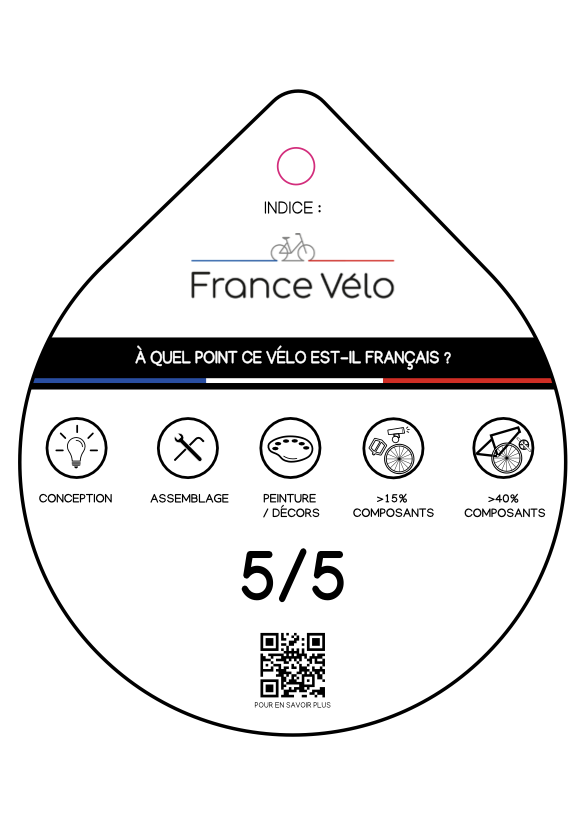 INDICE :
France Vélo
À QUEL POINT CE VÉLO EST-IL FRANÇAIS ?
CONCEPTION
ASSEMBLAGE
PEINTURE
/ DÉCORS
>15%
COMPOSANTS
>40%
COMPOSANTS
5/5
POUR EN SAVOIR PLUS